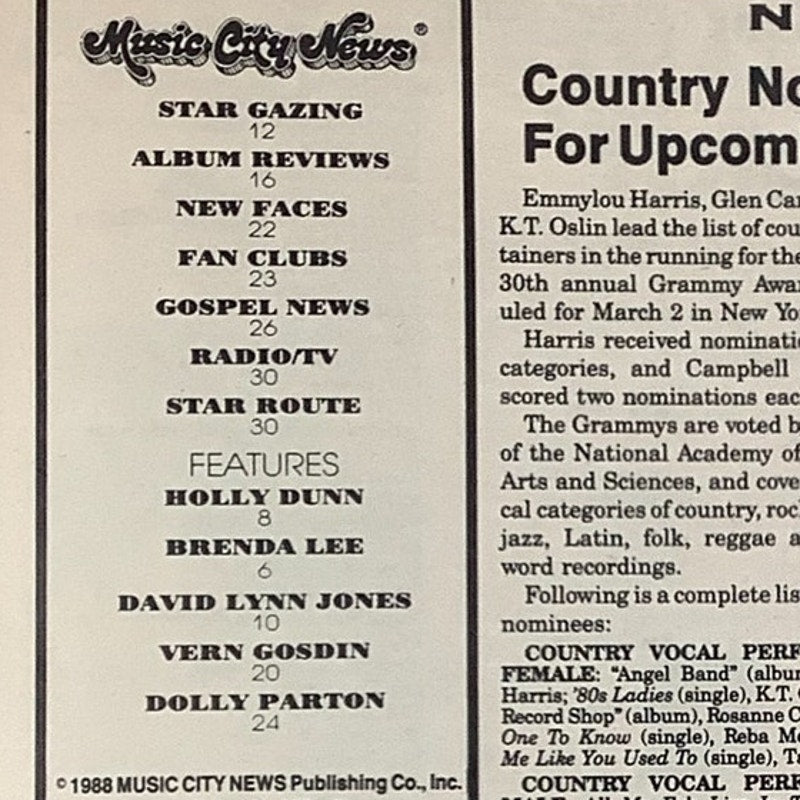 Music City News®
STAR GAZING
12
ALBUM REVIEWS
16
NEW FACES
22
FAN CLUBS
23
GOSPEL NEWS
26
RADIO/TV
30
STAR ROUTE
30
FEATURES
HOLLY DUNN
8
BRENDA LEE
6
DAVID LYNN JONES
10
VERN GOSDIN
20
DOLLY PARTON
24
©1988 MUSIC CITY NEWS Publishing Co., Inc.
N
Country No
For Upcom
Emmylou Harris, Glen Cam
K.T. Oslin lead the list of cou
tainers in the running for the
30th annual Grammy Awar
uled for March 2 in New Yo
Harris received nominatio
categories, and Campbell
scored two nominations eac
The Grammys are voted b
of the National Academy of
Arts and Sciences, and cove
cal categories of country, roc
jazz, Latin, folk, reggae a
word recordings.
Following is a complete lis
nominees:
COUNTRY VOCAL PERF
FEMALE: "Angel Band" (albu
Harris; '80s Ladies (single), K.T.
Record Shop" (album), Rosanne C
One To Know (single), Reba Mc
Me Like You Used To (single), Ta
COUNTRY VOCAL PERF